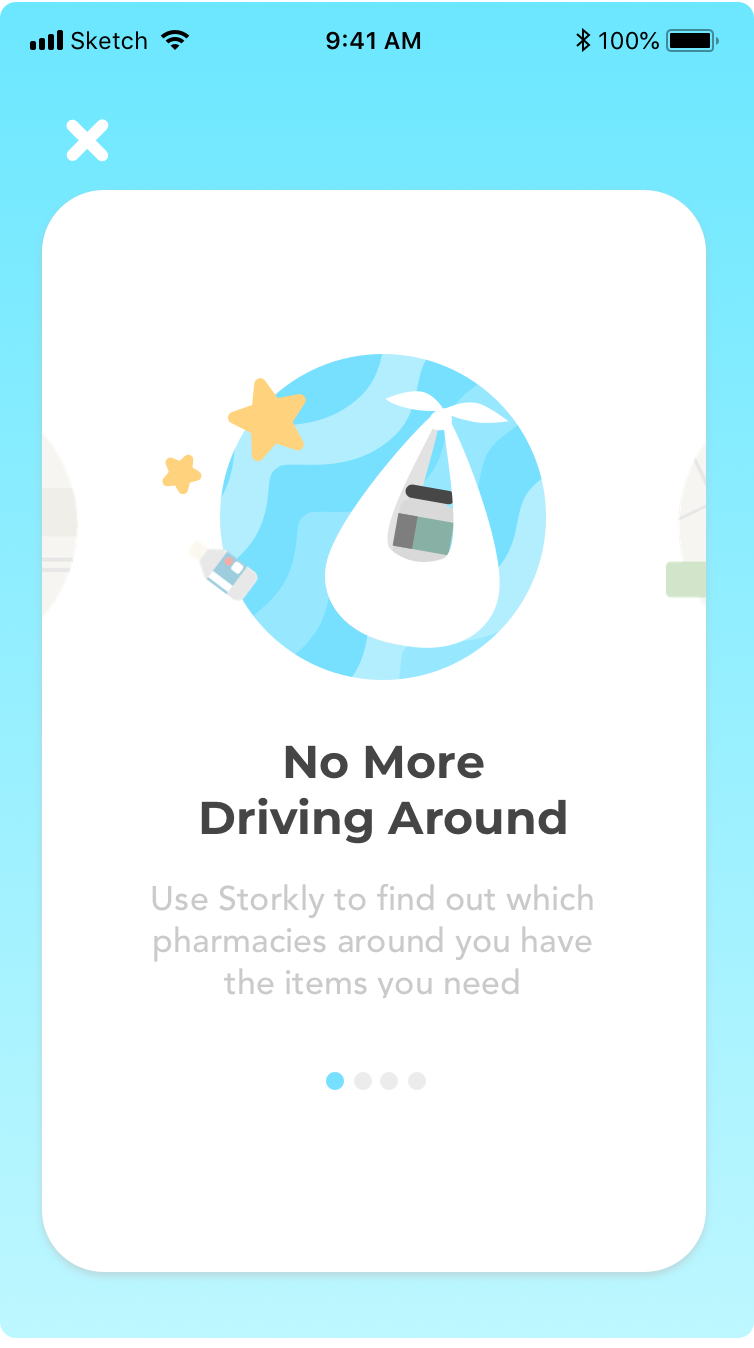 Sketch 9:41 AM 100%
No More
Driving Around
Use Storkly to find out which
pharmacies around you have
the items you need